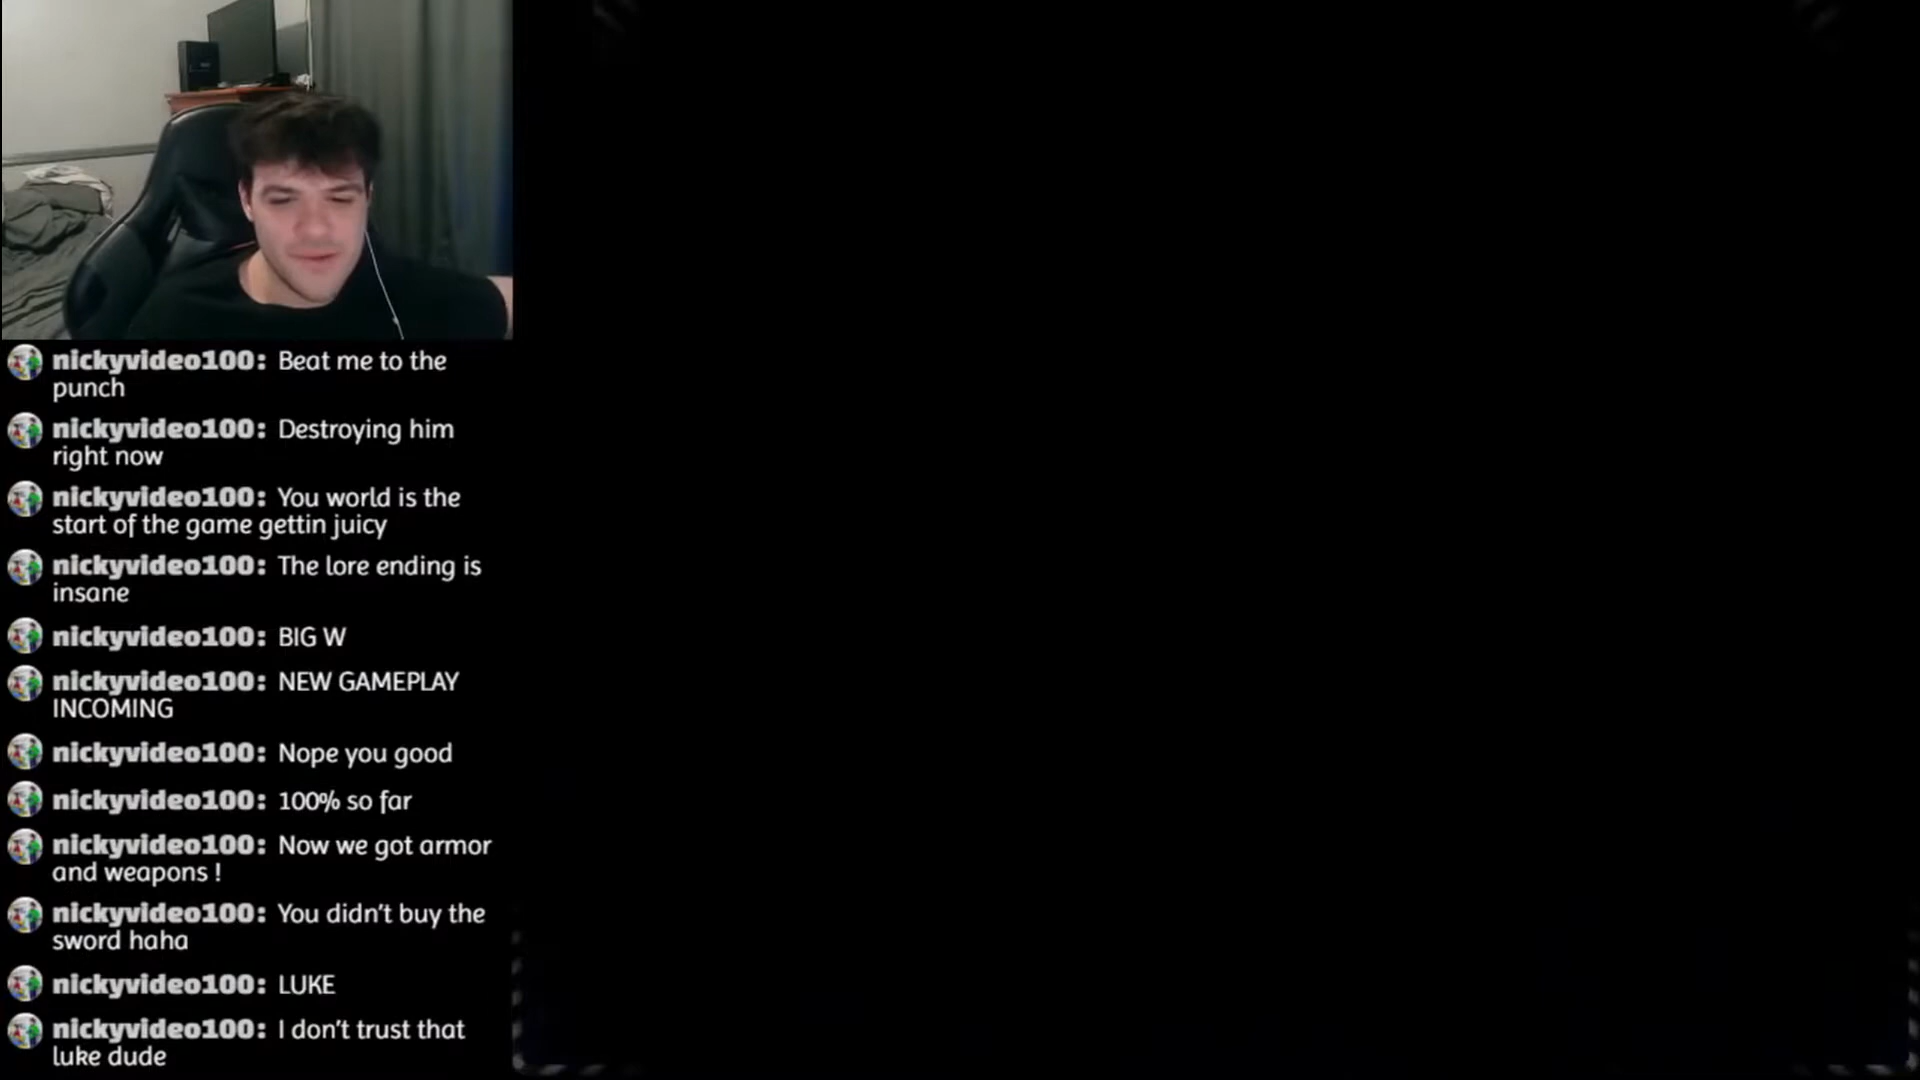 nickyvideo100: Beat me to the
punch
nickyvideo100: Destroying him
right now
nickyvideo100: You world is the
start of the game gettin juicy
nickyvideo100: The lore ending is
insane
nickyvideo100: BIG W
nickyvideo100: NEW GAMEPLAY
INCOMING
nickyvideo100: Nope you good
nickyvideo100: 100% so far
nickyvideo100: Now we got armor
and weapons !
nickyvideo100: You didn't buy the
sword haha
nickyvideo100: LUKE
nickyvideo100: I don't trust that
luke dude